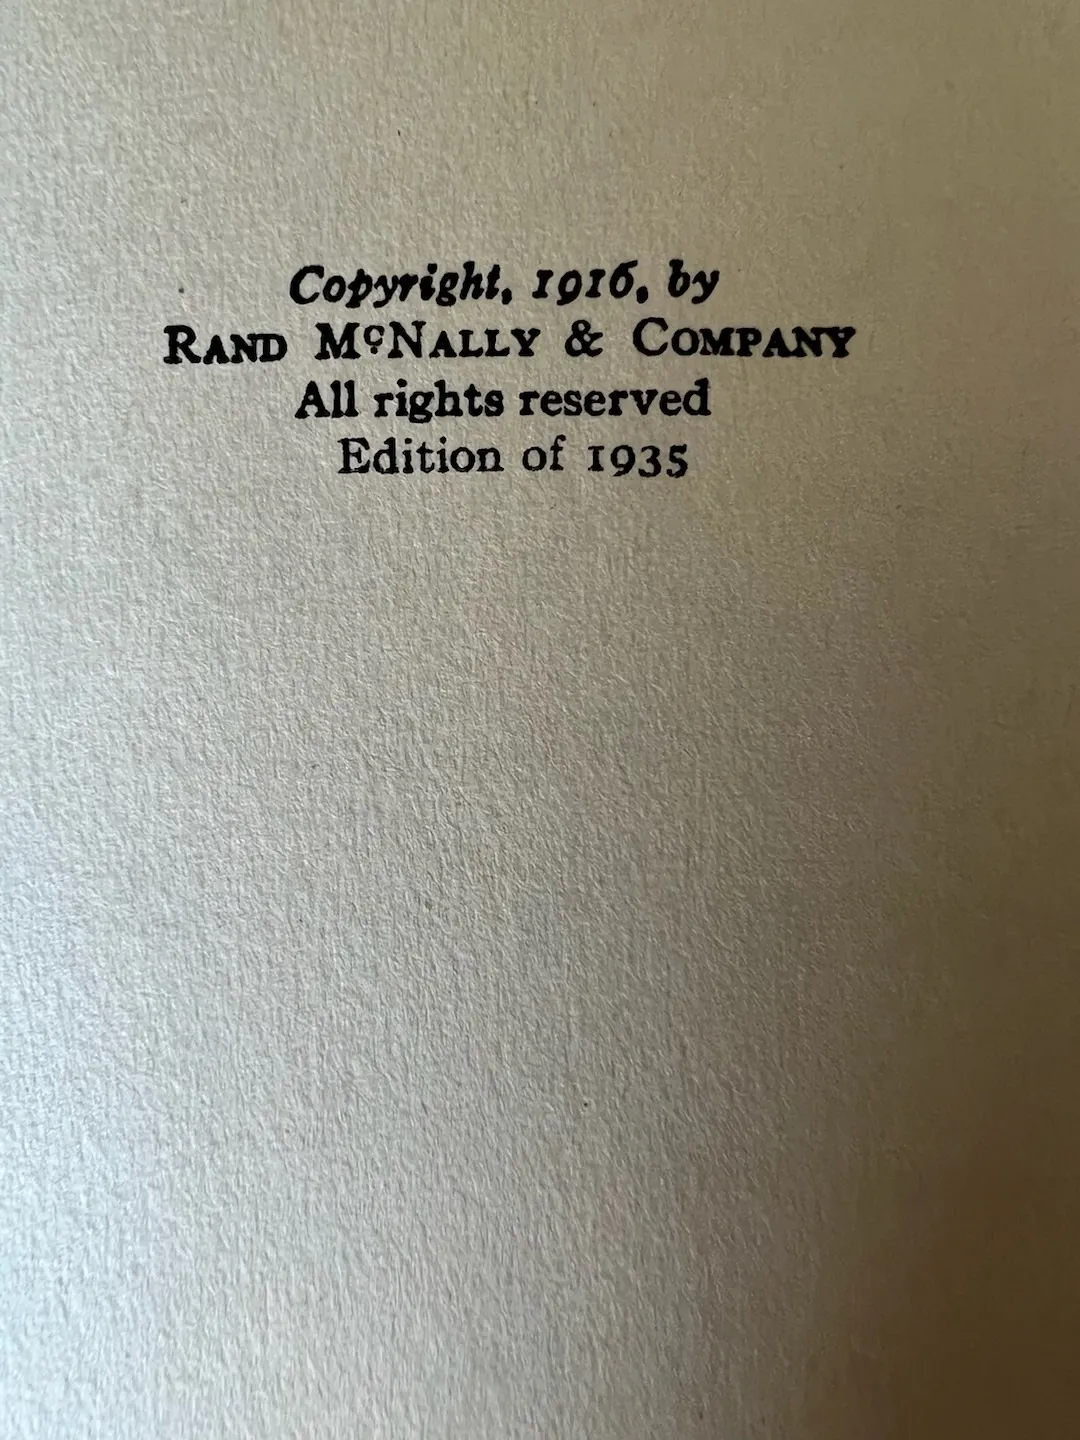 Copyright, 1916, by
RAND MCNALLY & COMPANY
All rights reserved
Edition of 1935